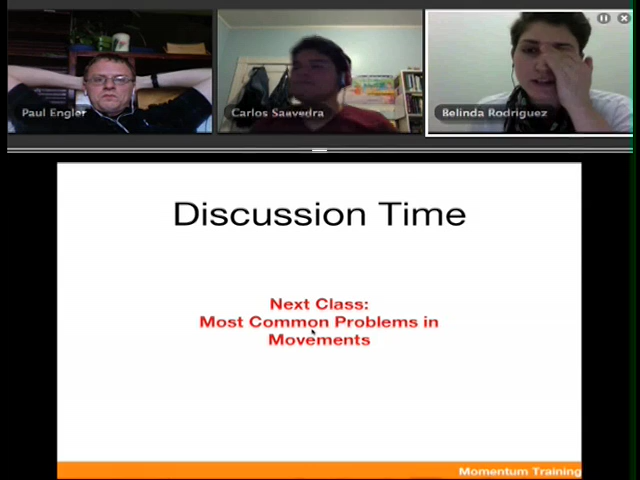 Paul Engler
Carlos Saavedra
Belinda Rodriguez
Discussion Time
Next Class:
Most Common Problems in
Movements
Momentum Training